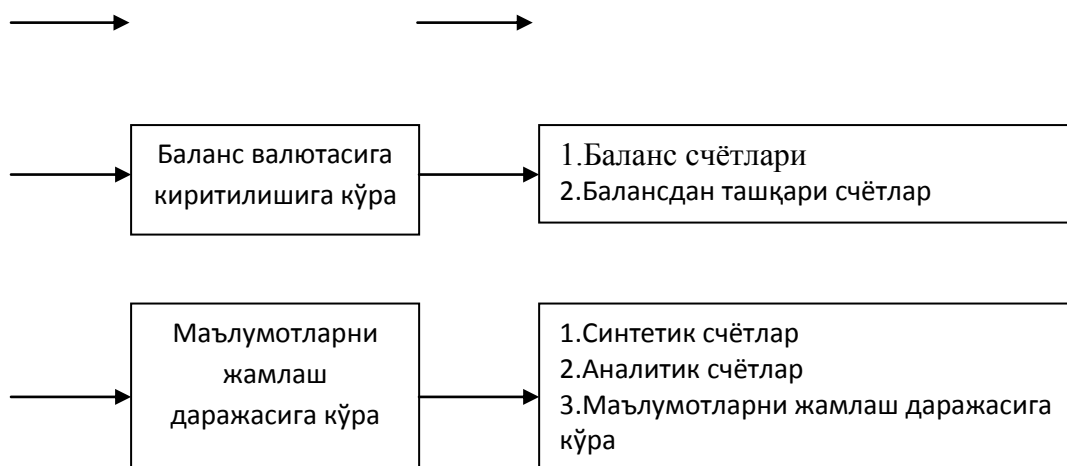 Баланс валютасига
киритилишига кўра
1.Баланс счётлари
2.Балансдан ташқари счётлар
Маълумотларни
жамлаш
даражасига кўра
1.Синтетик счётлар
2.Аналитик счётлар
3.Маълумотларни жамлаш даражасига
кўра